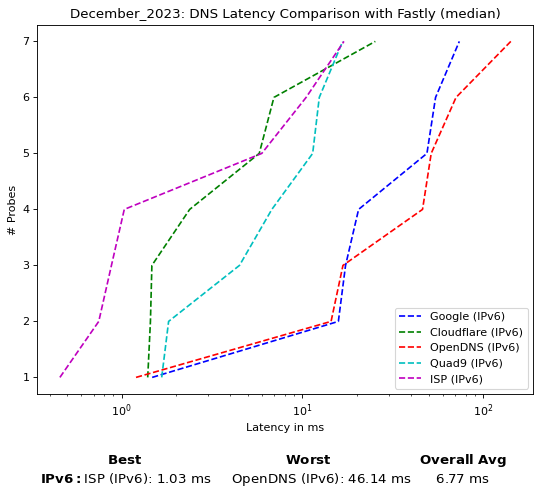 December_2023: DNS Latency Comparison with Fastly (median)
7
6
5
4
3
2
1
# Probes
10⁰ 10¹ 10²
Latency in ms
Google (IPv6)
Cloudflare (IPv6)
OpenDNS (IPv6)
Quad9 (IPv6)
ISP (IPv6)
Best Worst Overall Avg
IPv6: ISP (IPv6): 1.03 ms OpenDNS (IPv6): 46.14 ms 6.77 ms